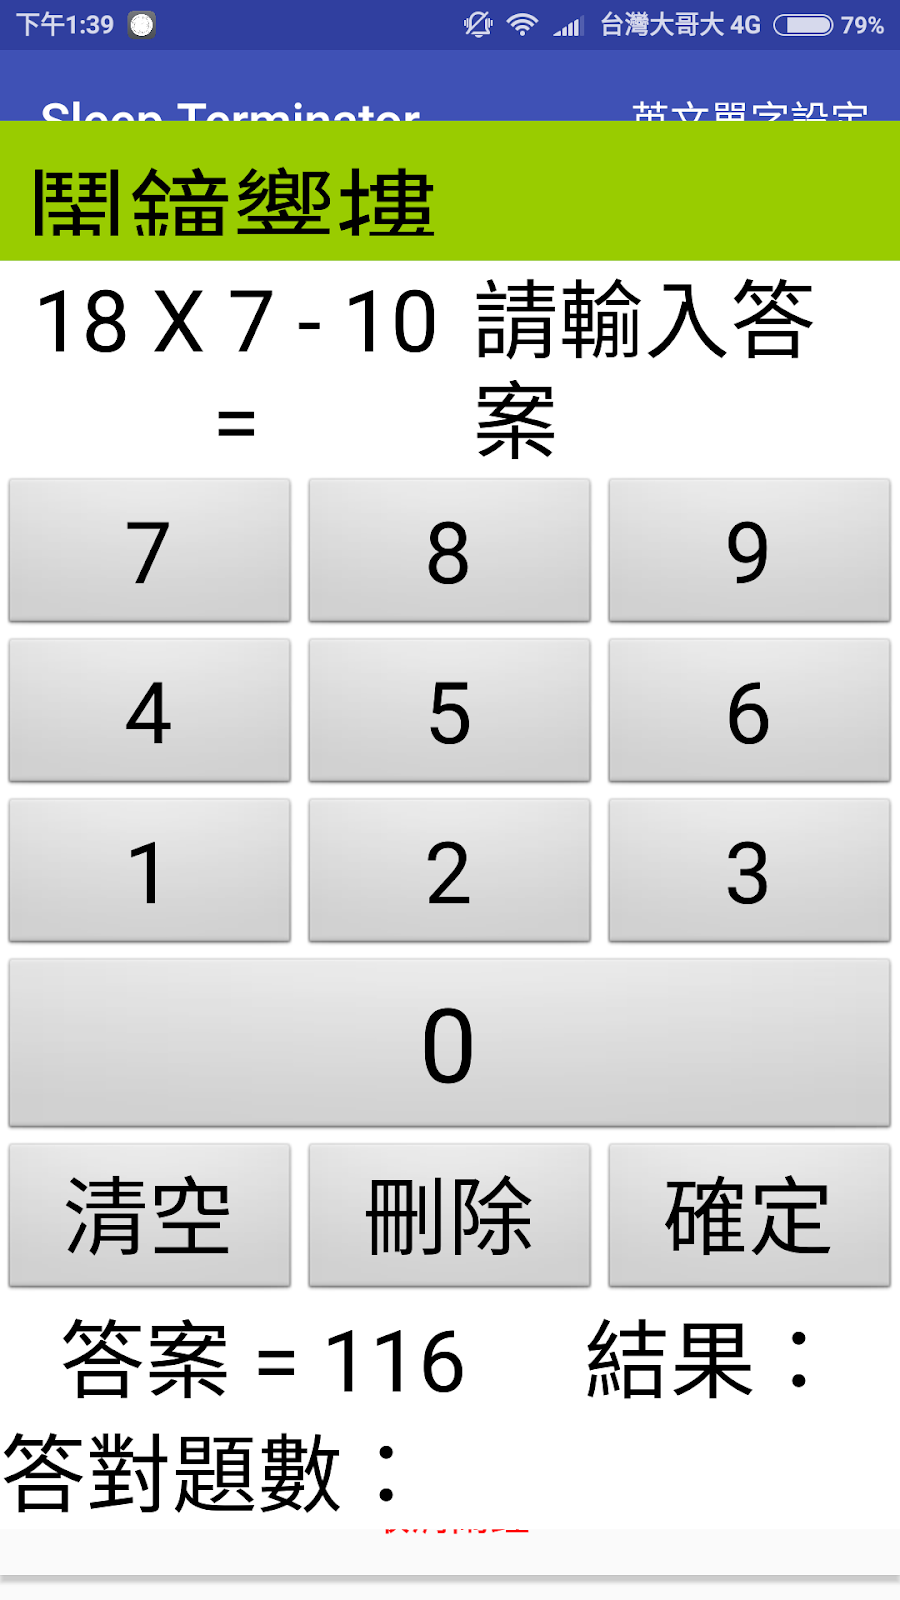 下午1:39 台灣大哥大 4G 79%
Sleep Terminator 英文單字設定
鬧鐘響摟
18 X 7 - 10 請輸入答
= 案
7 8 9
4 5 6
1 2 3
0
清空 刪除 確定
答案 = 116 結果：
答對題數：